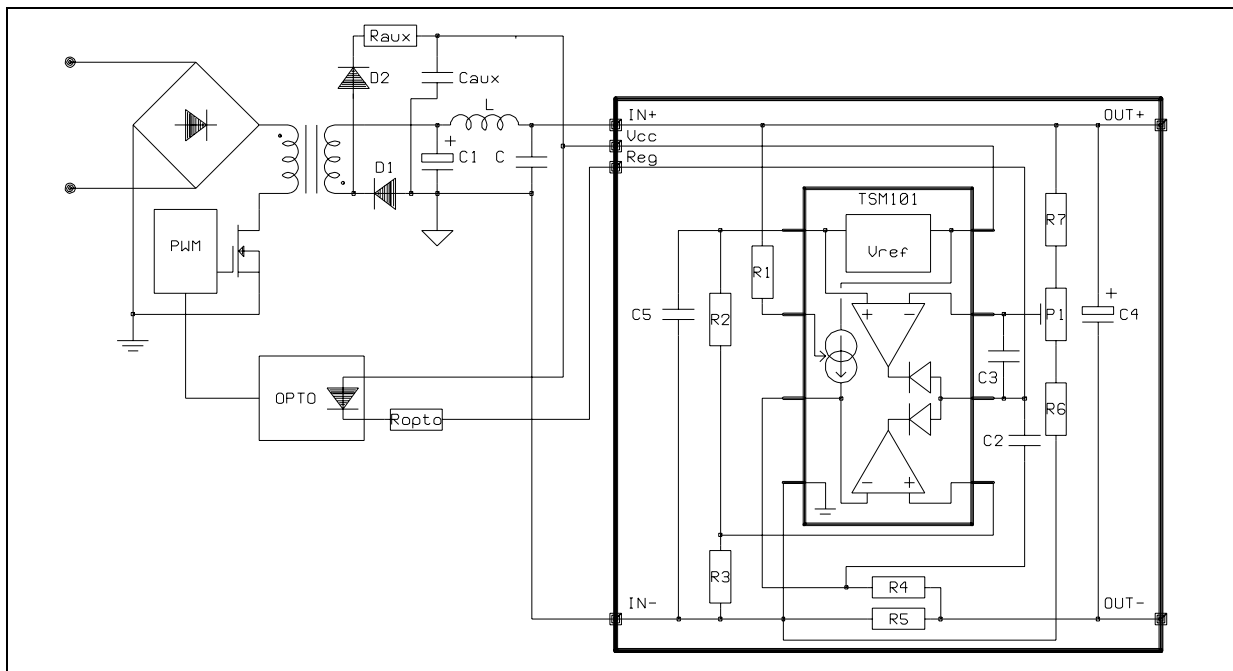 Raux
D2
Caux
L
IN+
OUT+
Vcc
+
C1
C
Reg
D1
TSM101
PWM
Vref
R7
R1
+
-
P1
+
C4
C5
R2
C3
OPTO
Ropto
R6
C2
-
+
R3
R4
IN-
R5
OUT-